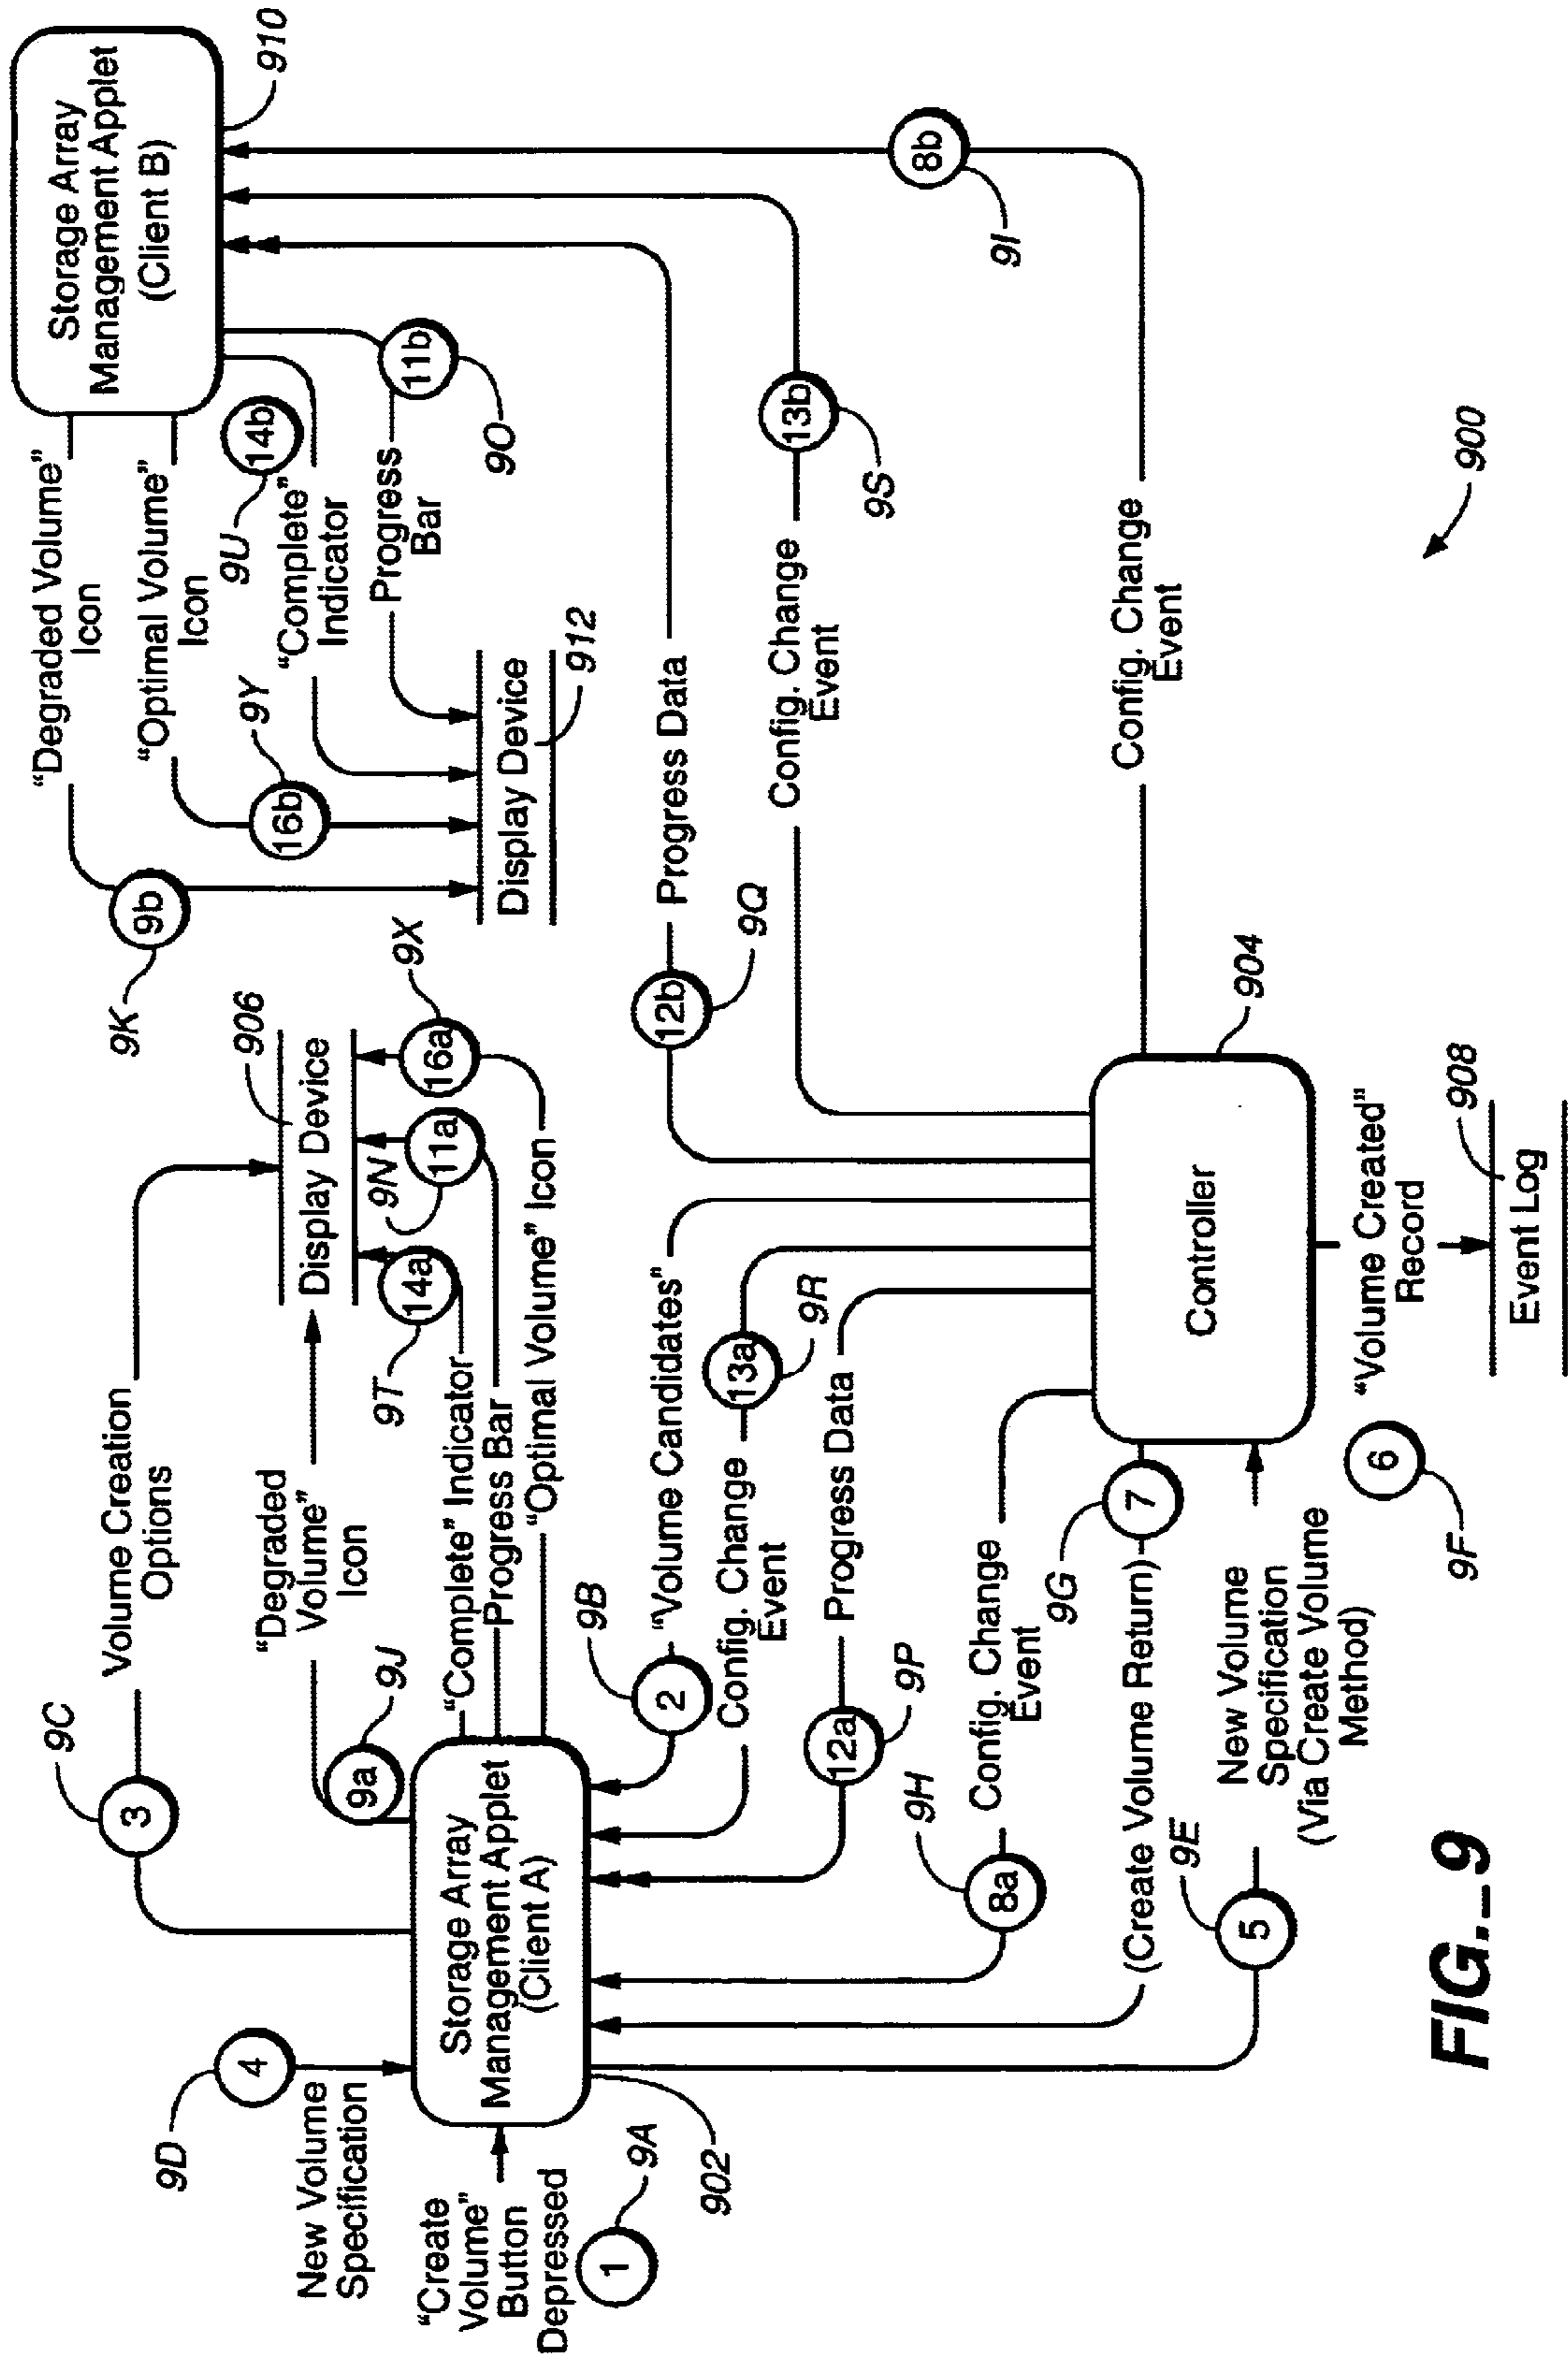 9D
4
New Volume
Specification
"Create
Volume"
Button
Depressed
1
9A
902
Storage Array
Management Applet
(Client A)
9C
3
Volume Creation
Options
9J
9a
"Degraded
Volume"
Icon
"Complete" Indicator
Progress Bar
"Optimal Volume" Icon
9T
14a
9N
11a
9X
16a
906
Display Device
9K
9b
"Degraded Volume"
Icon
"Optimal Volume"
Icon
9Y
16b
9U
14b
"Complete"
Indicator
Progress
Bar
11b
9O
Display Device
912
Storage Array
Management Applet
(Client B)
910
9B
2
"Volume Candidates"
Config. Change
Event
13a
9R
12a
9P
Progress Data
9H
8a
Config. Change
Event
9G
7
(Create Volume Return)
9E
5
New Volume
Specification
(Via Create Volume
Method)
12b
9Q
Progress Data
Config. Change
Event
13b
9S
Config. Change
Event
8b
9I
Controller
904
6
9F
"Volume Created"
Record
908
Event Log
900
FIG._9